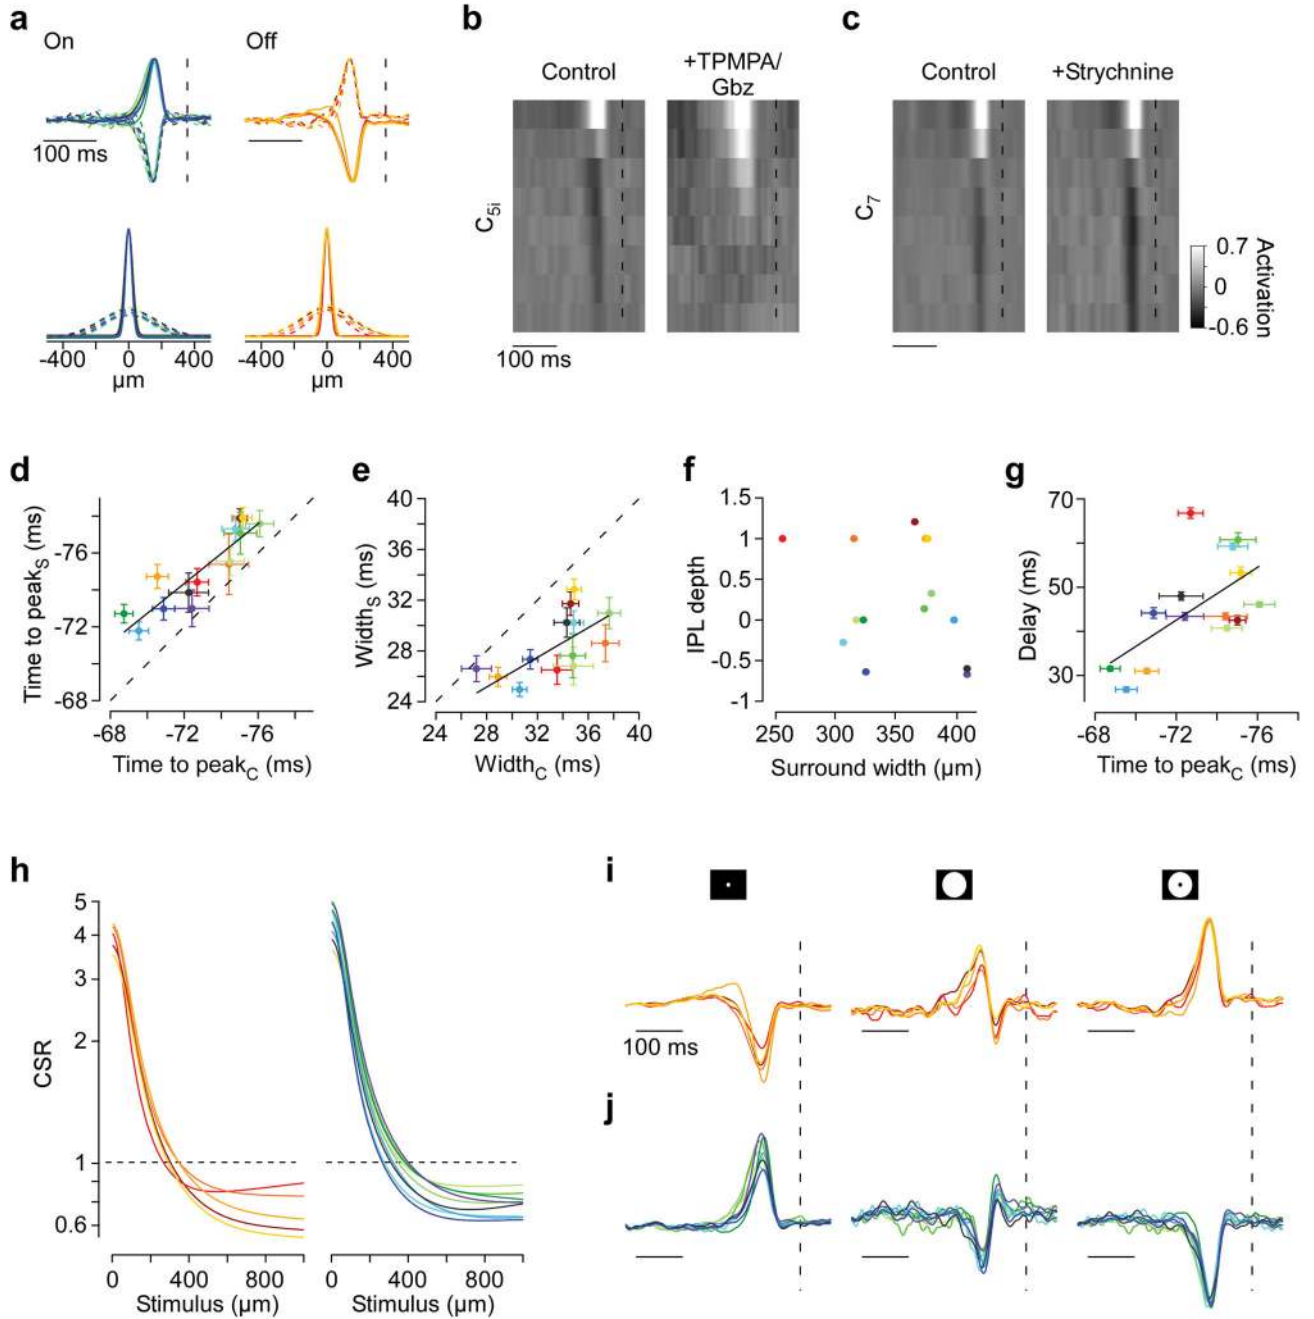 a
On
Off
100 ms
-400 0 400
µm
-400 0 400
µm
b
Control
+TPMPA/
Gbz
C5i
100 ms
c
Control
+Strychnine
C7
0.7
0
-0.6
Activation
d
Time to peakS (ms)
-76
-72
-68
-68 -72 -76
Time to peakC (ms)
e
WidthS (ms)
40
36
32
28
24
24 28 32 36 40
WidthC (ms)
f
IPL depth
1.5
1
0.5
0
-0.5
-1
250 300 350 400
Surround width (µm)
g
Delay (ms)
70
50
30
-68 -72 -76
Time to peakC (ms)
h
CSR
5
4
3
2
1
0.6
0 400 800
Stimulus (µm)
0 400 800
Stimulus (µm)
i
100 ms
j